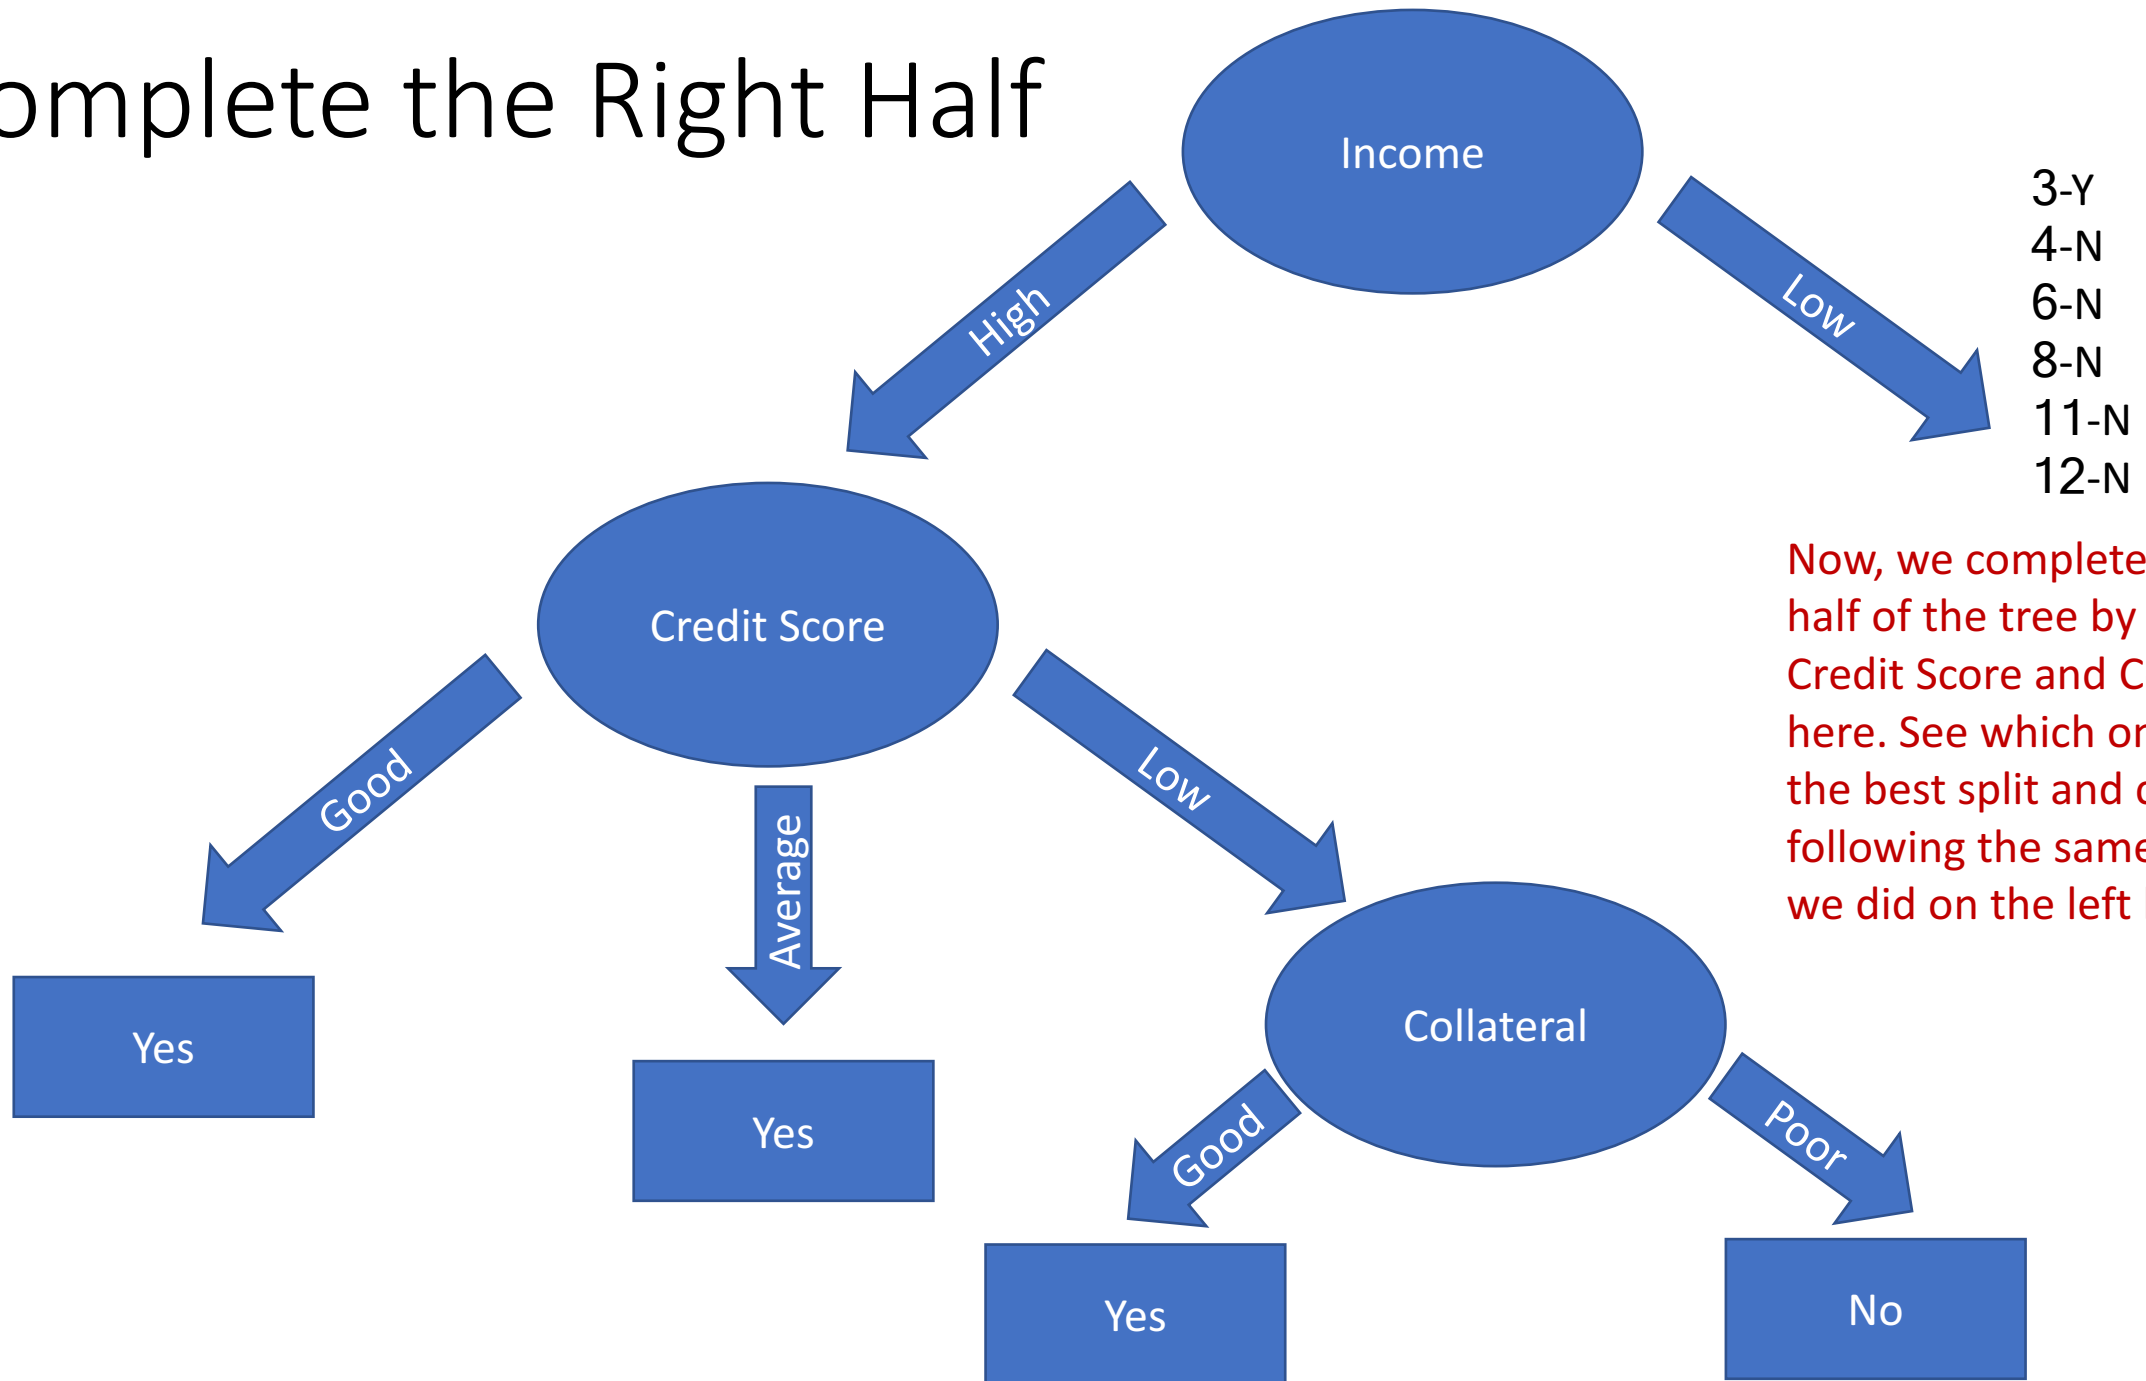 omplete the Right Half
Income
3-Y
4-N
6-N
8-N
11-N
12-N
High
Low
Now, we complete
half of the tree by
Credit Score and C
here. See which
the best split and
following the same
we did on the left
Credit Score
Good
Average
Low
Collateral
Yes
Yes
Good
Poor
Yes
No